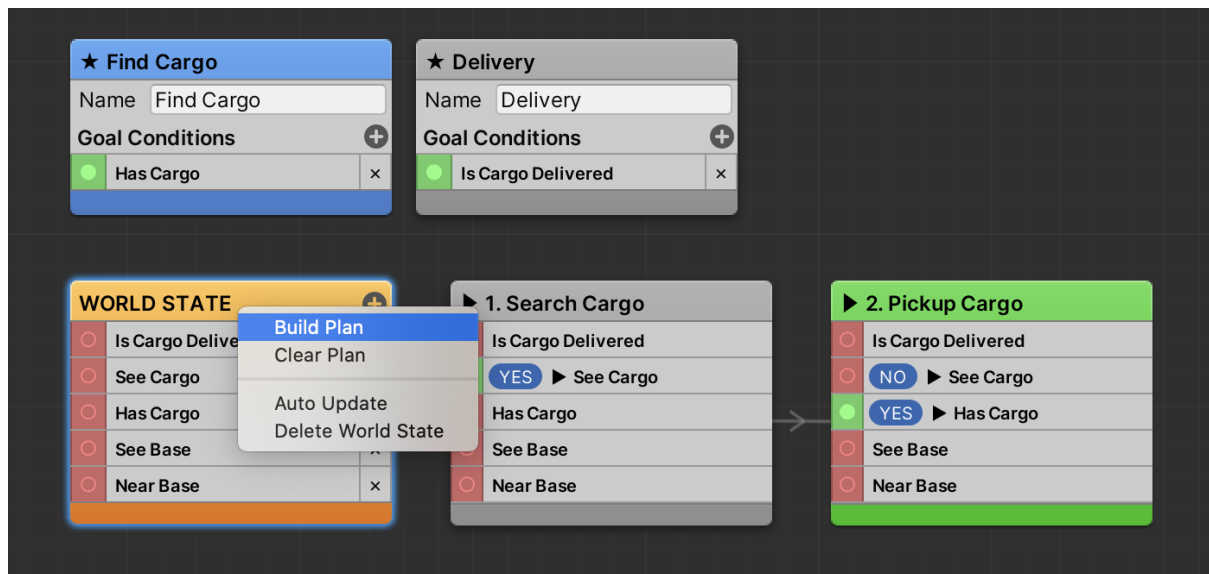 ★ Find Cargo
Name Find Cargo
Goal Conditions
Has Cargo ×
★ Delivery
Name Delivery
Goal Conditions
Is Cargo Delivered ×
WORLD STATE
Is Cargo Delive
See Cargo
Has Cargo
See Base
Near Base ×
Build Plan
Clear Plan
Auto Update
Delete World State
▶ 1. Search Cargo
Is Cargo Delivered
YES ▶ See Cargo
Has Cargo
See Base
Near Base
▶ 2. Pickup Cargo
Is Cargo Delivered
NO ▶ See Cargo
YES ▶ Has Cargo
See Base
Near Base